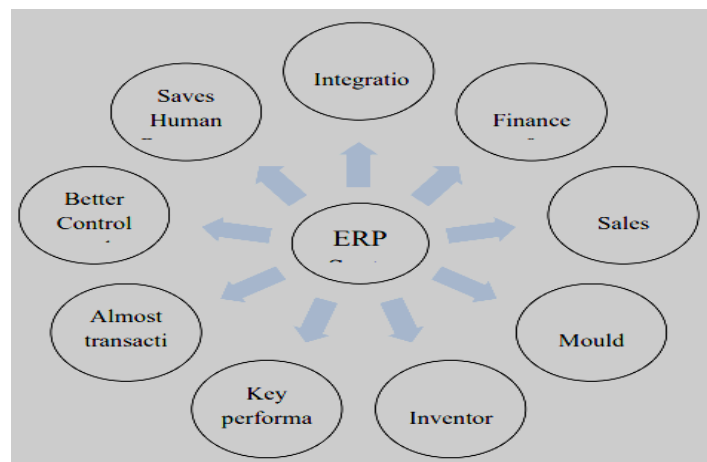 Integratio
Finance
Sales
Mould
Inventor
Key
performa
Almost
transacti
Better
Control
Saves
Human
ERP